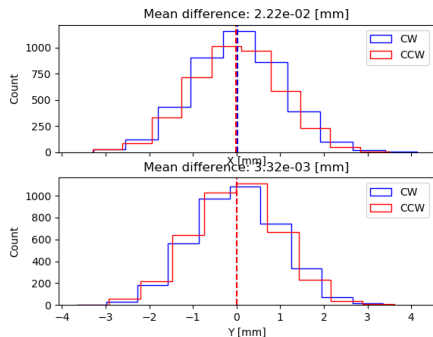 Mean difference: 2.22e-02 [mm]
1000
750
500
250
0
Count
CW
CCW
X [mm]
Mean difference: 3.32e-03 [mm]
1000
800
600
400
200
0
Count
CW
CCW
−4 −3 −2 −1 0 1 2 3 4
Y [mm]